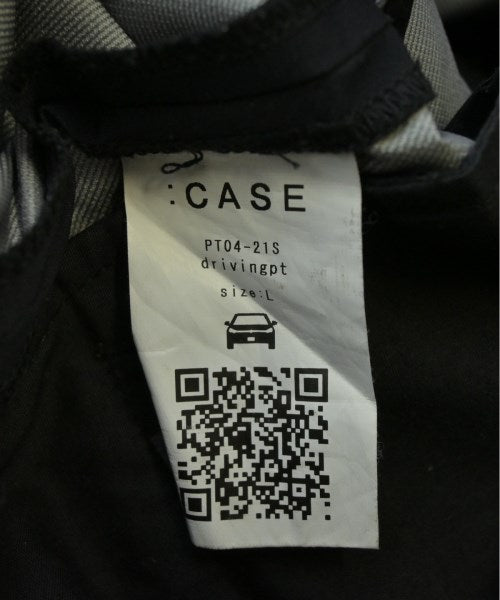 :CASE
PT04-21S
drivingpt
size:L